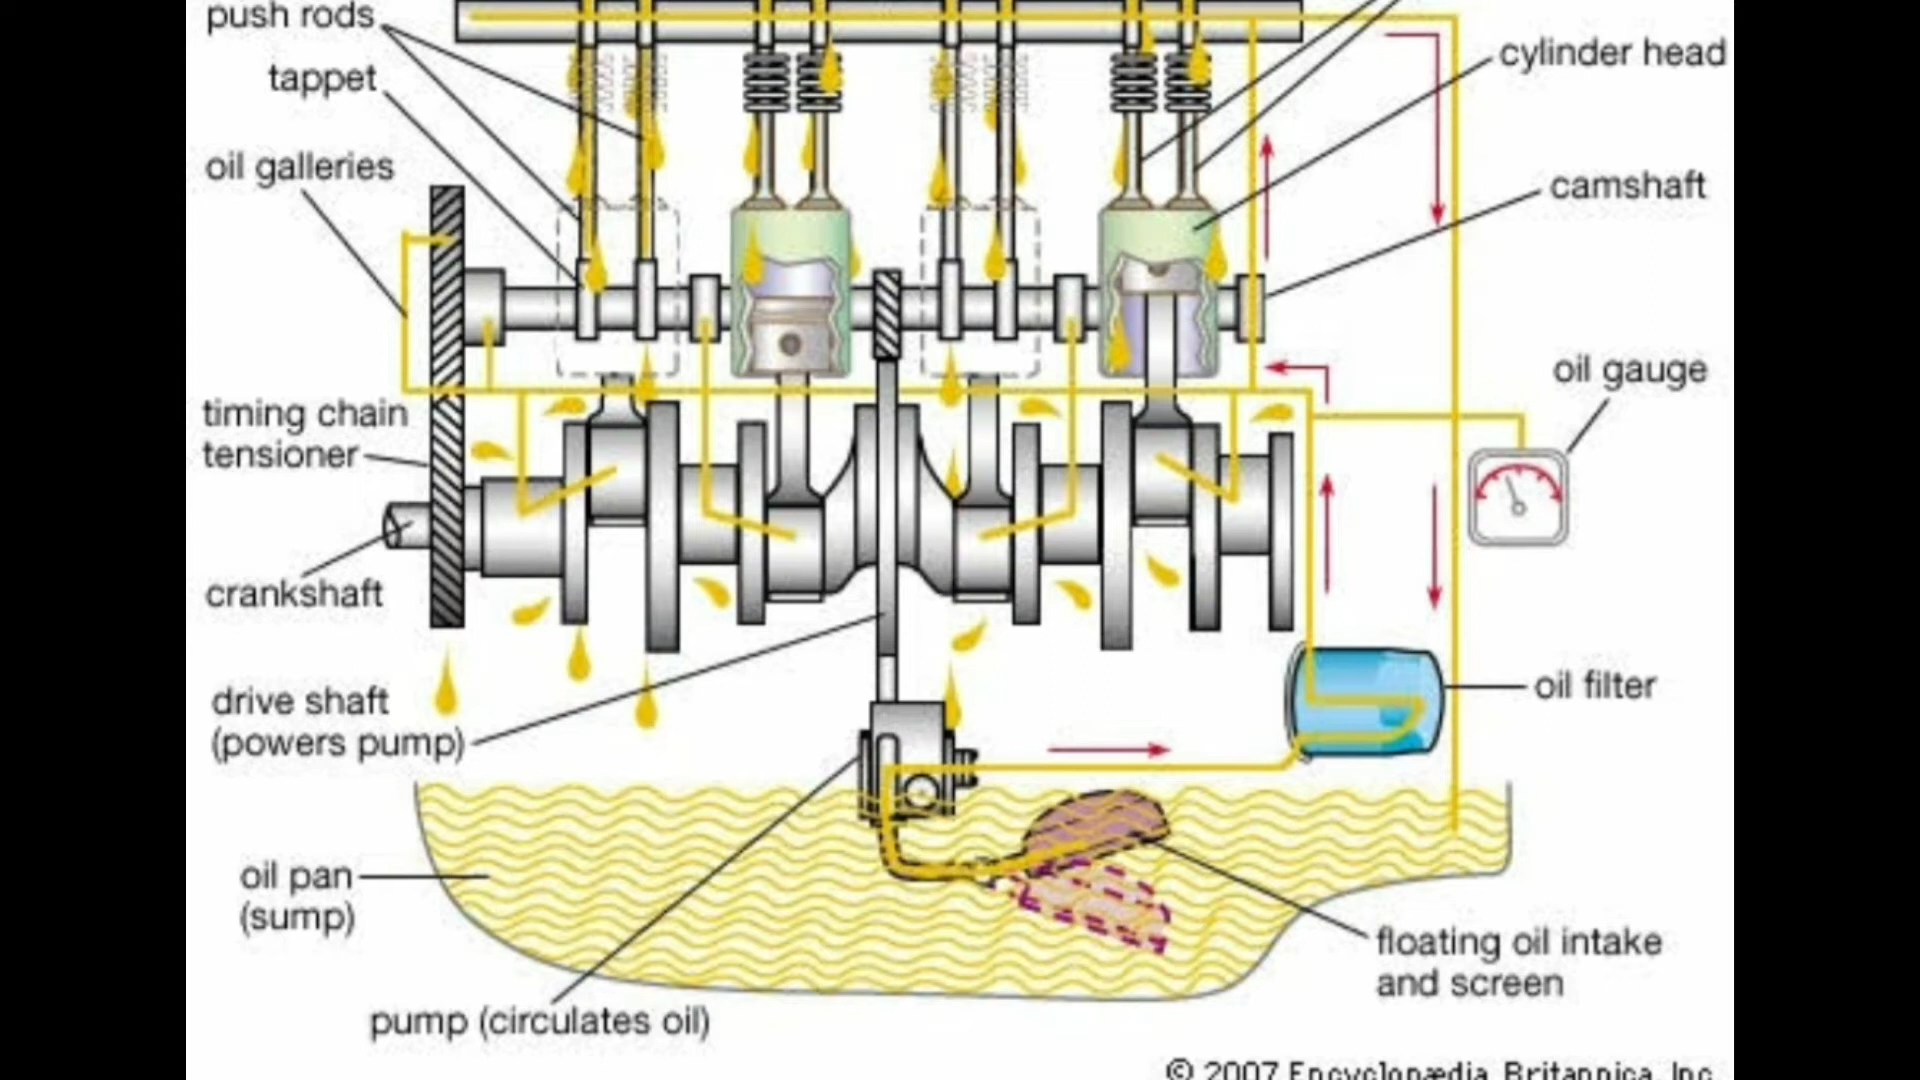 push rods
tappet
oil galleries
timing chain
tensioner
crankshaft
drive shaft
(powers pump)
oil pan
(sump)
pump (circulates oil)
cylinder head
camshaft
oil gauge
oil filter
floating oil intake
and screen
© 2007 Encyclopædia Britannica, Inc.